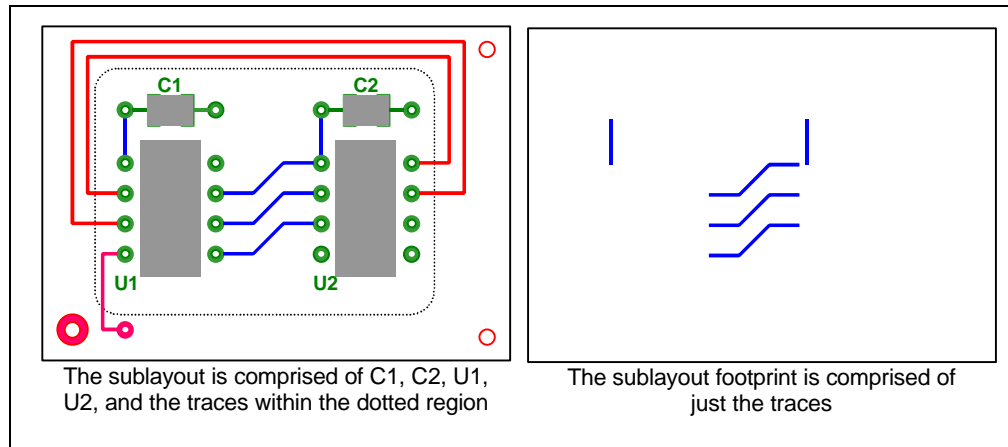 C1
C2
U1
U2
The sublayout is comprised of C1, C2, U1,
U2, and the traces within the dotted region
The sublayout footprint is comprised of
just the traces